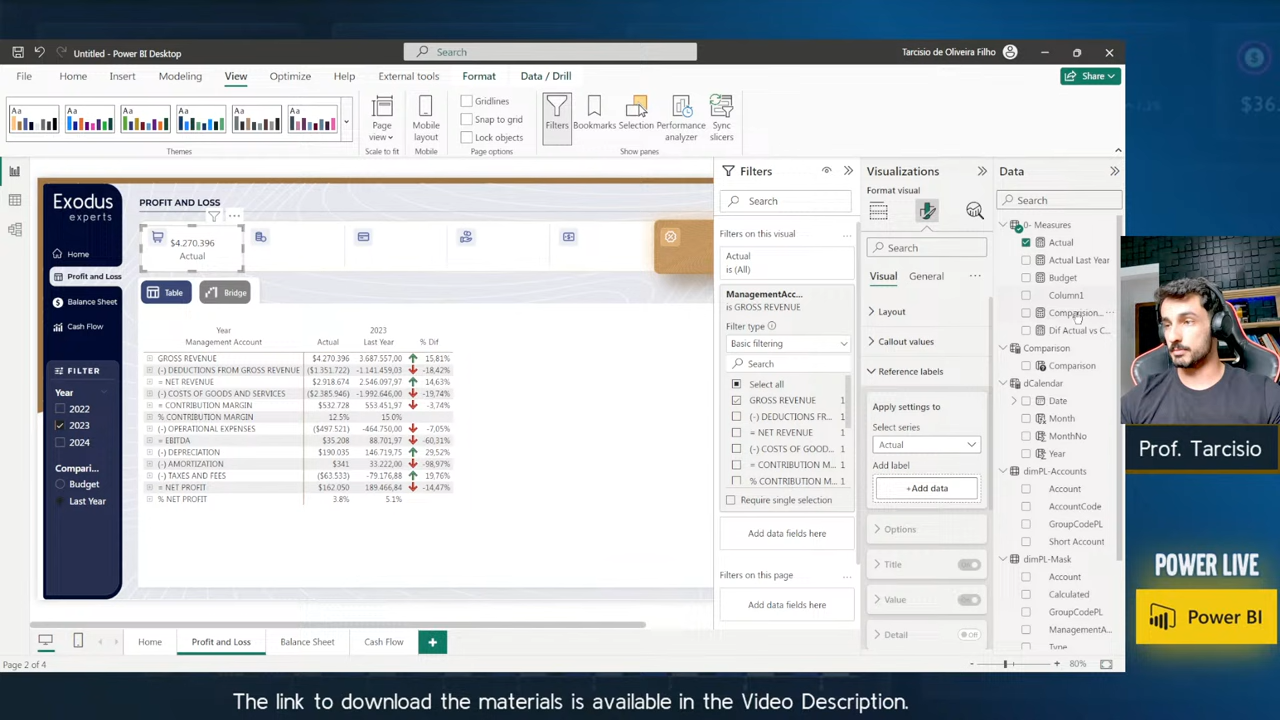 Untitled - Power BI Desktop
Search
Tarcisio de Oliveira Filho
File
Home
Insert
Modeling
View
Optimize
Help
External tools
Format
Data / Drill
Share
Aa
Aa
Aa
Aa
Aa
Aa
Page view
Mobile layout
Gridlines
Snap to grid
Lock objects
Filters
Bookmarks
Selection
Performance analyzer
Sync slicers
Themes
Scale to fit
Mobile
Page options
Show panes
Exodus
experts
Home
Profit and Loss
Balance Sheet
Cash Flow
FILTER
Year
2022
2023
2024
Compari...
Budget
Last Year
PROFIT AND LOSS
$4.270.396
Actual
Table
Bridge
Year 2023
Management Account Actual Last Year % Dif
GROSS REVENUE $4.270.396 3.687.557,00 15,81%
(-) DEDUCTIONS FROM GROSS REVENUE ($1.351.722) -1.141.459,03 -18,42%
= NET REVENUE $2.918.674 2.546.097,97 14,63%
(-) COSTS OF GOODS AND SERVICES ($2.385.946) -1.992.646,00 -19,74%
= CONTRIBUTION MARGIN $532.728 553.451,97 -3,74%
% CONTRIBUTION MARGIN 12.5% 15.0%
(-) OPERATIONAL EXPENSES ($497.521) -464.750,00 -7,05%
= EBITDA $35.208 88.701,97 -60,31%
(-) DEPRECIATION $190.035 146.719,75 29,52%
(-) AMORTIZATION $341 33.222,00 -98,97%
(-) TAXES AND FEES ($63.533) -79.176,88 19,76%
= NET PROFIT $162.050 189.466,84 -14,47%
% NET PROFIT 3.8% 5.1%
Filters
Search
Filters on this visual
Actual
is (All)
ManagementAcc...
is GROSS REVENUE
Filter type
Basic filtering
Search
Select all
GROSS REVENUE 1
(-) DEDUCTIONS FR... 1
= NET REVENUE 1
(-) COSTS OF GOOD... 1
= CONTRIBUTION M... 1
% CONTRIBUTION M... 1
Require single selection
Add data fields here
Filters on this page
Add data fields here
Visualizations
Format visual
Search
Visual
General
Layout
Callout values
Reference labels
Apply settings to
Select series
Actual
Add label
+Add data
Options
Title
Value
Detail
Data
Search
0- Measures
Actual
Actual Last Year
Budget
Column1
Comparision...
Dif Actual vs C...
Comparison
Comparison
dCalendar
Date
Month
MonthNo
Year
dimPL-Accounts
Account
AccountCode
GroupCodePL
Short Account
dimPL-Mask
Account
Calculated
GroupCodePL
ManagementA...
Type
Home
Profit and Loss
Balance Sheet
Cash Flow
Page 2 of 4
80%
Prof. Tarcisio
POWER LIVE
Power BI
The link to download the materials is available in the Video Description.